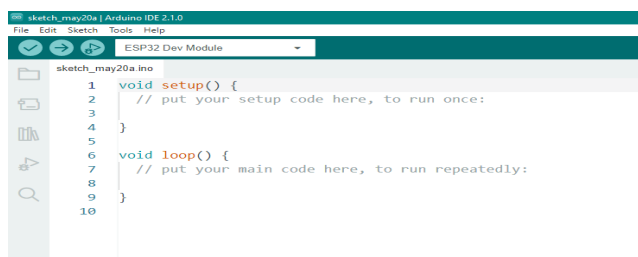 sketch_may20a | Arduino IDE 2.1.0
File Edit Sketch Tools Help
ESP32 Dev Module
sketch_may20a.ino
1 void setup() {
2 // put your setup code here, to run once:
3
4 }
5
6 void loop() {
7 // put your main code here, to run repeatedly:
8
9 }
10